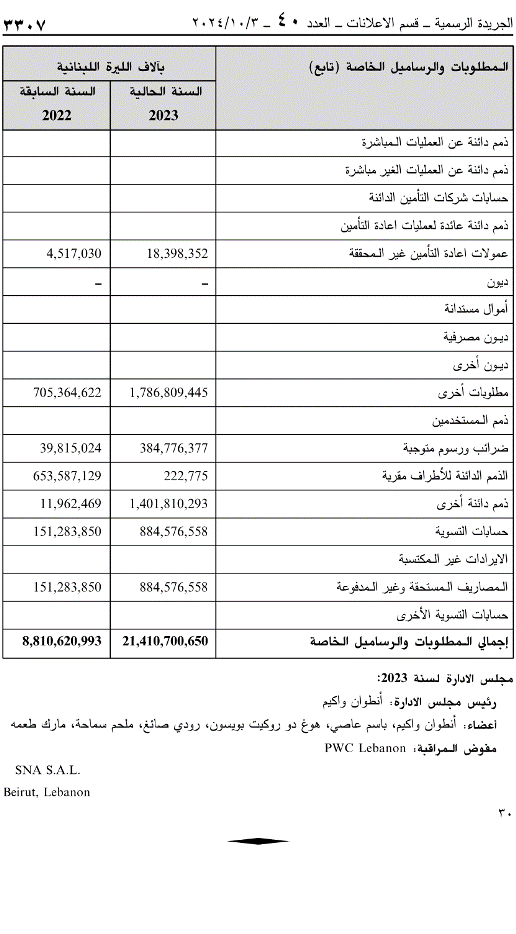 الجريدة الرسمية – قسم الاعلانات – العدد ٤٠ – ٢٠٢٤/١٠/٣ ٣٣٠٧
المطلوبات والرساميل الخاصة (تابع) بآلاف الليرة اللبنانية
السنة الحالية السنة السابقة
2023 2022
ذمم دائنة عن العمليات المباشرة
ذمم دائنة عن العمليات الغير مباشرة
حسابات شركات التأمين الدائنة
ذمم دائنة عائدة لعمليات اعادة التأمين
عمولات اعادة التأمين غير المحققة 18,398,352 4,517,030
ديون – –
أموال مستدانة
ديون مصرفية
ديون أخرى
مطلوبات أخرى 1,786,809,445 705,364,622
ذمم المستخدمين
ضرائب ورسوم متوجبة 384,776,377 39,815,024
الذمم الدائنة للأطراف مقربة 222,775 653,587,129
ذمم دائنة أخرى 1,401,810,293 11,962,469
حسابات التسوية 884,576,558 151,283,850
الايرادات غير المكتسبة
المصاريف المستحقة وغير المدفوعة 884,576,558 151,283,850
حسابات التسوية الأخرى
إجمالي المطلوبات والرساميل الخاصة 21,410,700,650 8,810,620,993
مجلس الادارة لسنة 2023:
رئيس مجلس الادارة: أنطوان واكيم
اعضاء: أنطوان واكيم، باسم عاصي، هوغ دو روكيت بويسون، رودي صائغ، ملحم سماحة، مارك طعمه
مفوض المراقبة: PWC Lebanon
SNA S.A.L.
Beirut, Lebanon
٣٠